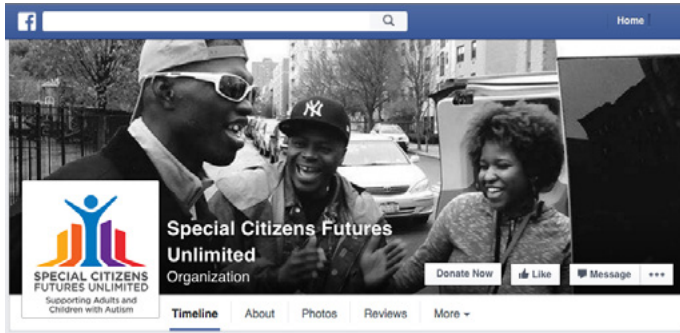 f
Home
NY
Special Citizens Futures
Unlimited
Organization
Donate Now
Like
Message
•••
SPECIAL CITIZENS
FUTURES UNLIMITED
Supporting Adults and
Children with Autism
Timeline
About
Photos
Reviews
More